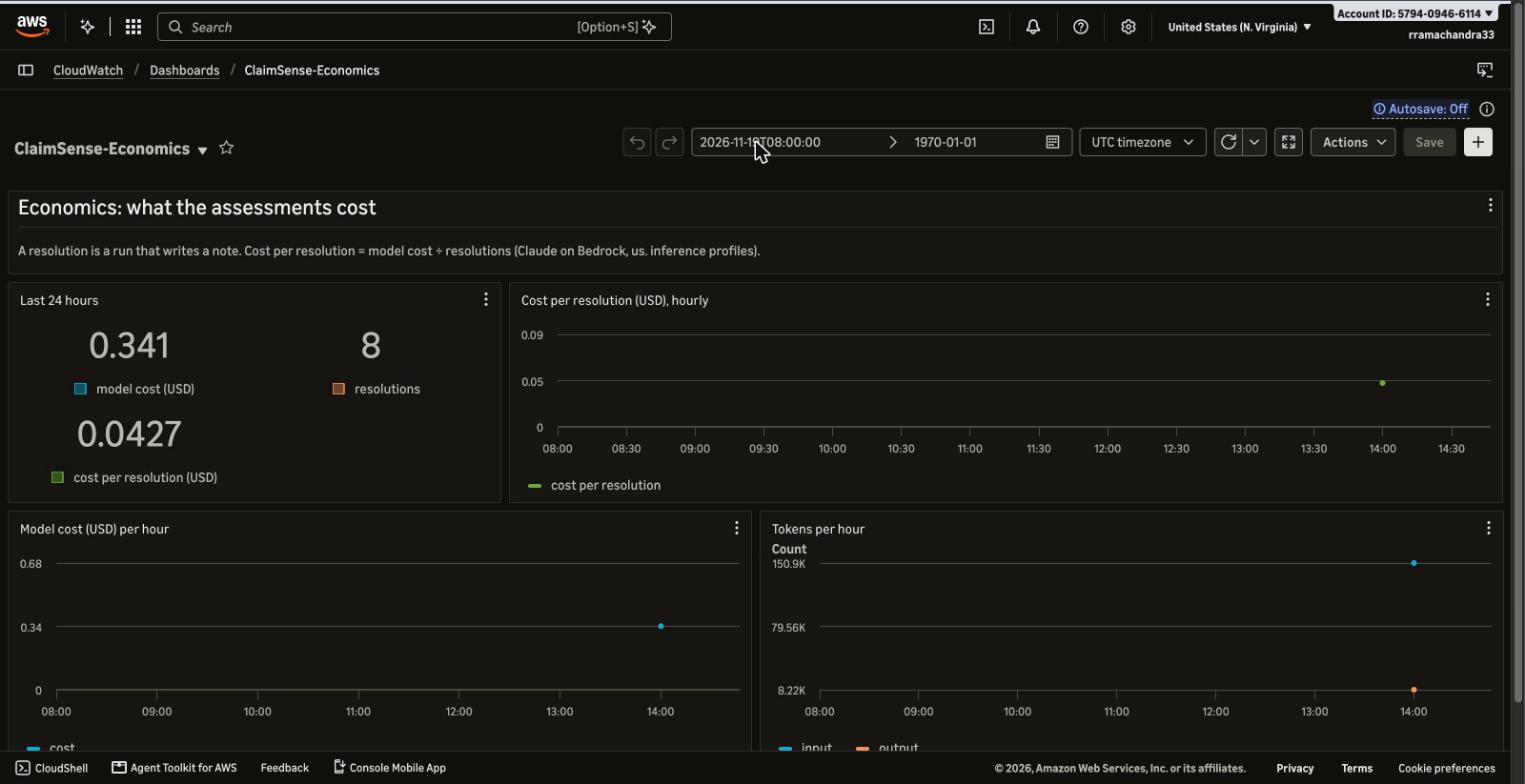 aws
Search [Option+S]
United States (N. Virginia)
Account ID: 5794-0946-6114
rramachandra33
CloudWatch / Dashboards / ClaimSense-Economics
Autosave: Off
ClaimSense-Economics
1970-01-01
UTC timezone
Actions
Save
Economics: what the assessments cost
A resolution is a run that writes a note. Cost per resolution = model cost ÷ resolutions (Claude on Bedrock, us. inference profiles).
Last 24 hours
0.341
model cost (USD)
8
resolutions
0.0427
cost per resolution (USD)
Cost per resolution (USD), hourly
0.09
0.05
0
08:00 08:30 09:00 09:30 10:00 10:30 11:00 11:30 12:00 12:30 13:00 13:30 14:00 14:30
cost per resolution
Model cost (USD) per hour
0.68
0.34
0
08:00 09:00 10:00 11:00 12:00 13:00 14:00
cost
Tokens per hour
Count
150.9K
79.56K
8.22K
08:00 09:00 10:00 11:00 12:00 13:00 14:00
input output
CloudShell Agent Toolkit for AWS Feedback Console Mobile App
© 2026, Amazon Web Services, Inc. or its affiliates. Privacy Terms Cookie preferences